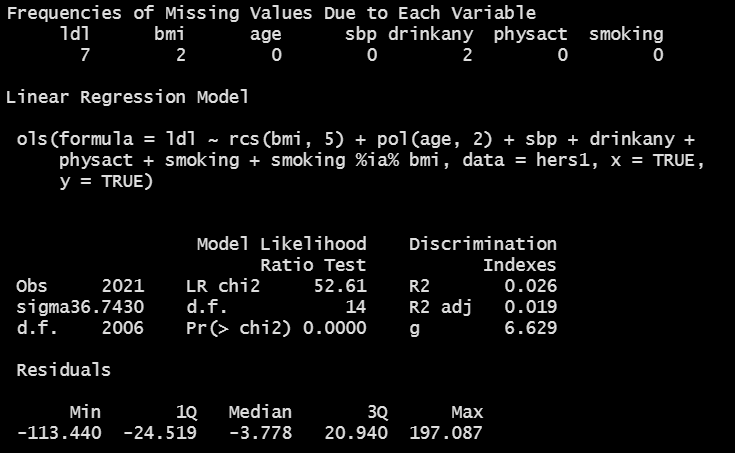 Frequencies of Missing Values Due to Each Variable
ldl bmi age sbp drinkany physact smoking
7 2 0 0 2 0 0
Linear Regression Model
ols(formula = ldl ~ rcs(bmi, 5) + pol(age, 2) + sbp + drinkany +
physact + smoking + smoking %ia% bmi, data = hers1, x = TRUE,
y = TRUE)
Model Likelihood Discrimination
Ratio Test Indexes
Obs 2021 LR chi2 52.61 R2 0.026
sigma36.7430 d.f. 14 R2 adj 0.019
d.f. 2006 Pr(> chi2) 0.0000 g 6.629
Residuals
Min 1Q Median 3Q Max
-113.440 -24.519 -3.778 20.940 197.087